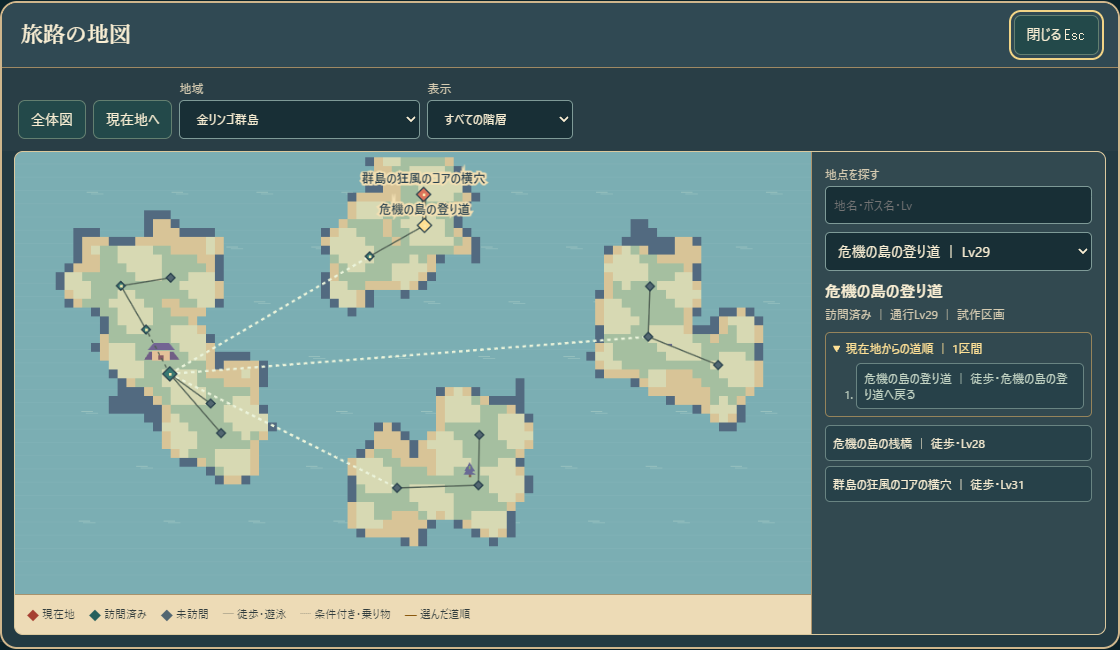 旅路の地図
閉じる Esc
地域
表示
全体図
現在地へ
金リンゴ群島
すべての階層
群島の狂風のコアの横穴
危機の島の登り道
地点を探す
地名・ボス名・Lv
危機の島の登り道 | Lv29
危機の島の登り道
訪問済み | 通行Lv29 | 試作区画
▼ 現在地からの道順 | 1区間
1. 危機の島の登り道 | 徒歩・危機の島の登
り道へ戻る
危機の島の桟橋 | 徒歩・Lv28
群島の狂風のコアの横穴 | 徒歩・Lv31
現在地
訪問済み
未訪問
徒歩・遊泳
条件付き・乗り物
選んだ道順